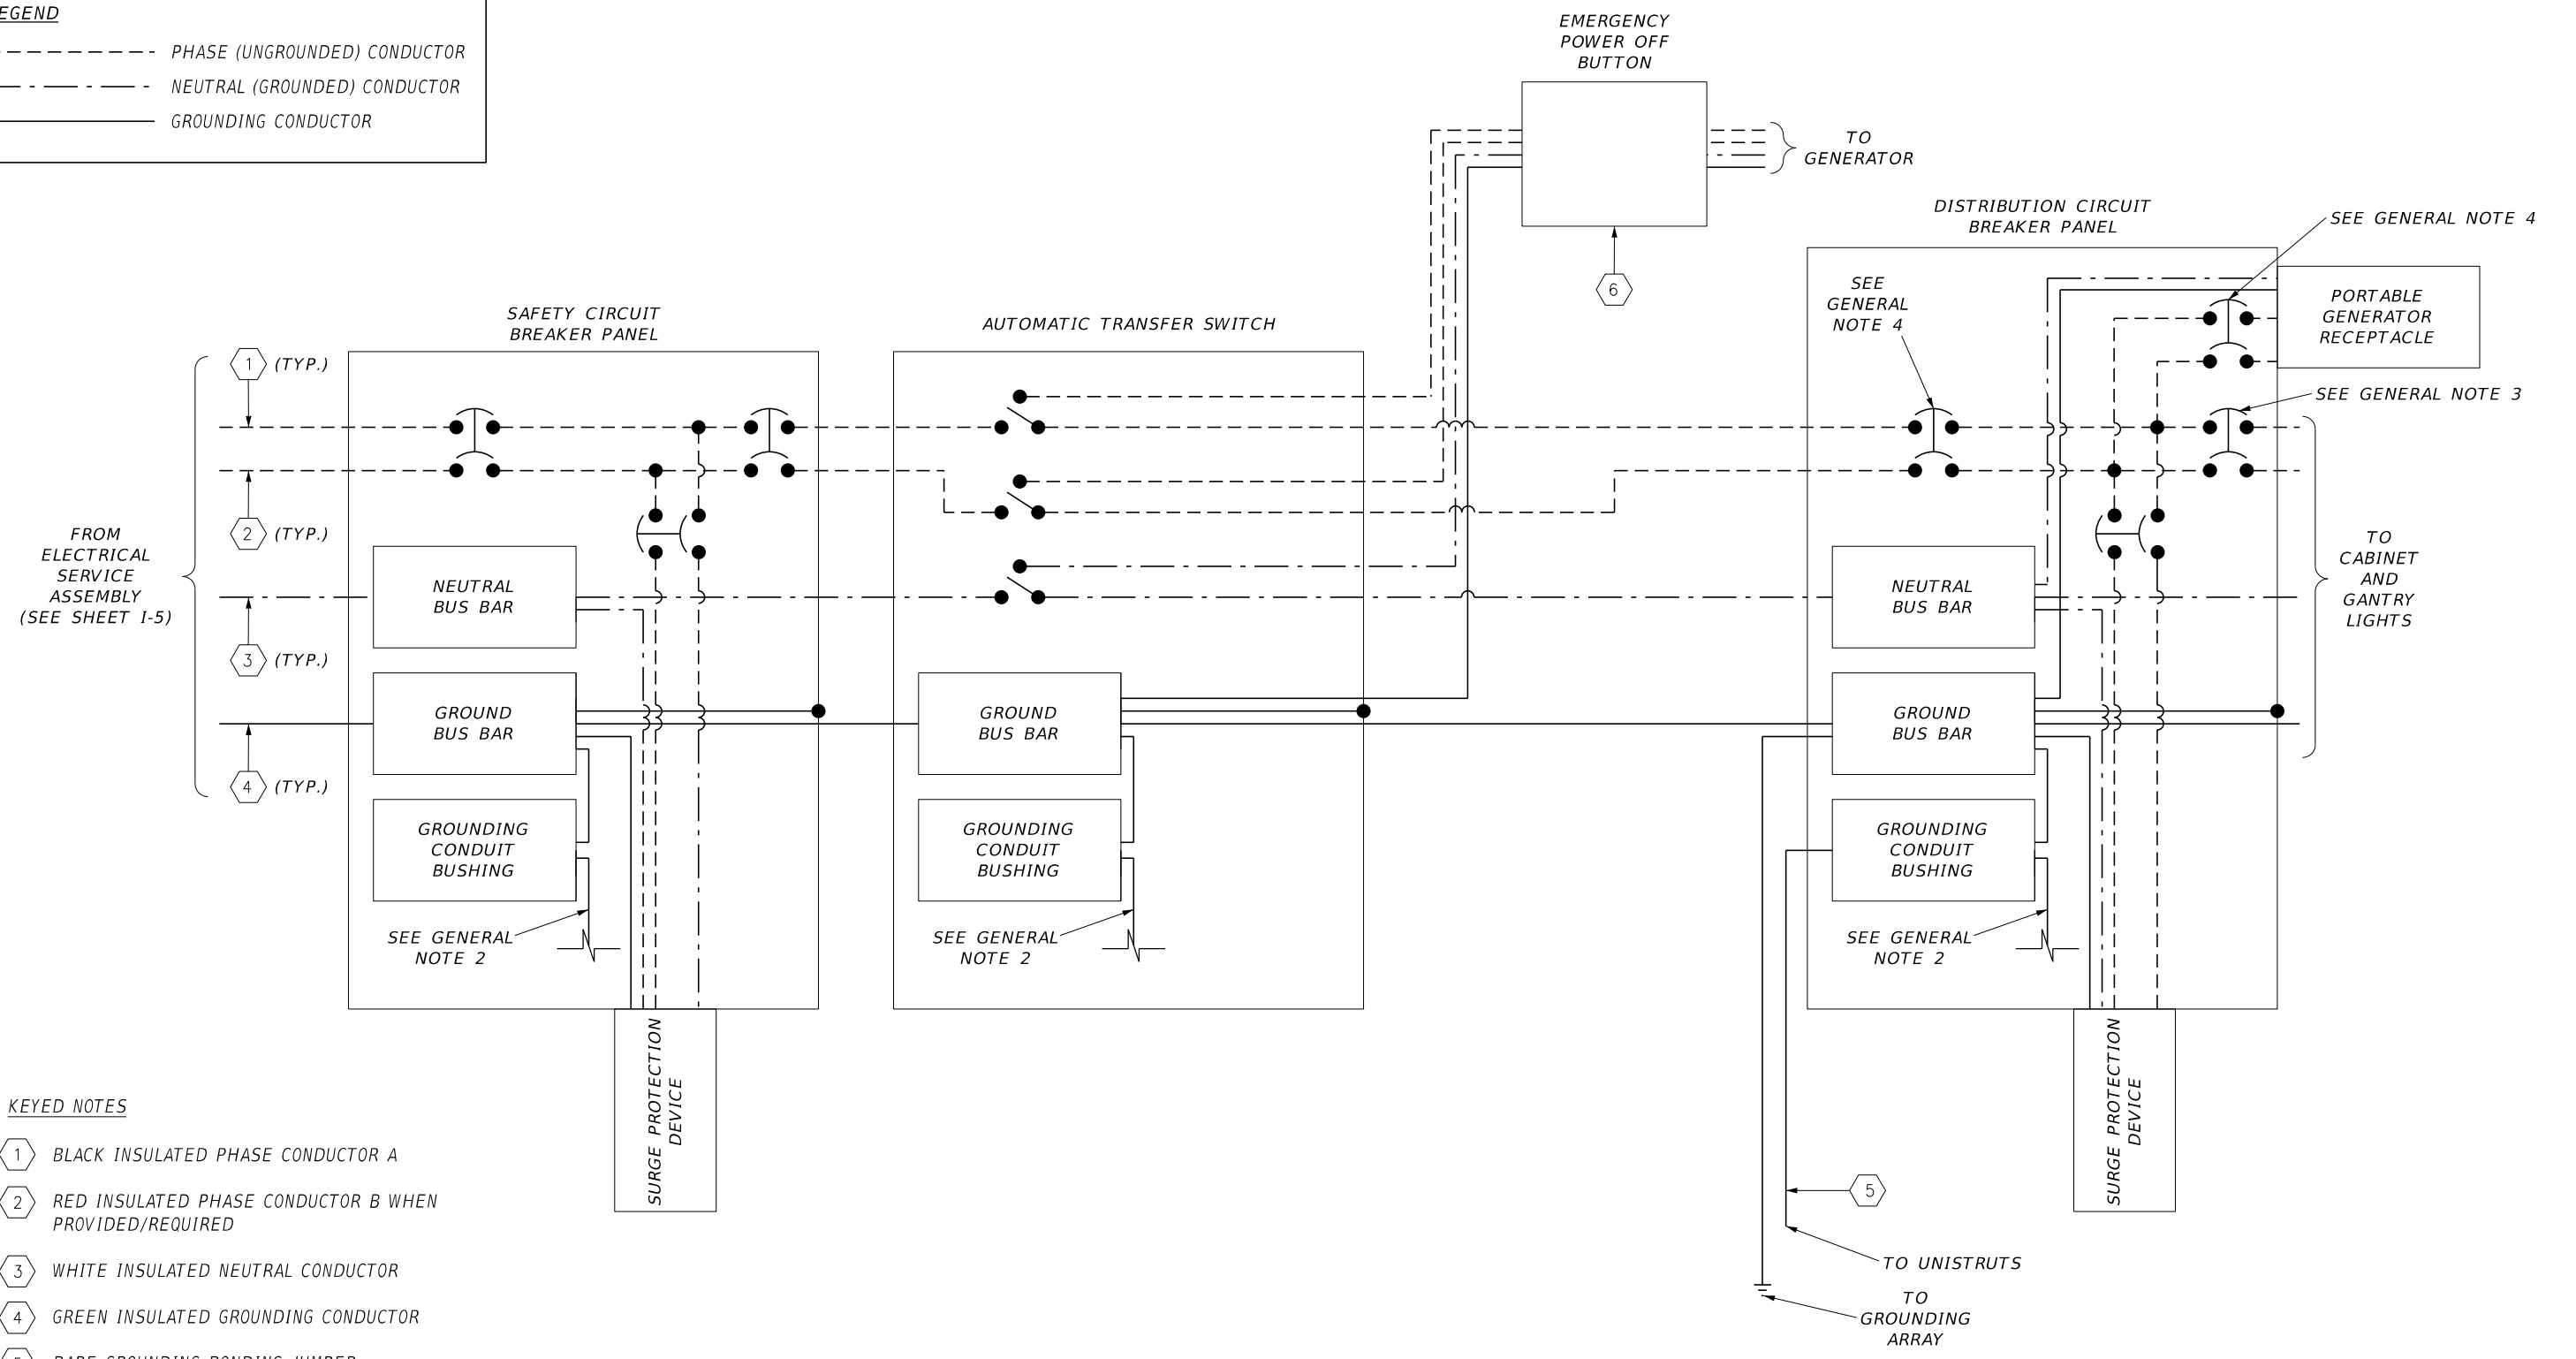 EGEND
PHASE (UNGROUNDED) CONDUCTOR
NEUTRAL (GROUNDED) CONDUCTOR
GROUNDING CONDUCTOR
EMERGENCY
POWER OFF
BUTTON
TO
GENERATOR
6
DISTRIBUTION CIRCUIT
BREAKER PANEL
SEE GENERAL NOTE 4
SEE
GENERAL
NOTE 4
PORTABLE
GENERATOR
RECEPTACLE
SEE GENERAL NOTE 3
SAFETY CIRCUIT
BREAKER PANEL
AUTOMATIC TRANSFER SWITCH
1 (TYP.)
2 (TYP.)
3 (TYP.)
4 (TYP.)
FROM
ELECTRICAL
SERVICE
ASSEMBLY
(SEE SHEET I-5)
NEUTRAL
BUS BAR
GROUND
BUS BAR
GROUNDING
CONDUIT
BUSHING
SEE GENERAL
NOTE 2
SURGE PROTECTION
DEVICE
GROUND
BUS BAR
GROUNDING
CONDUIT
BUSHING
SEE GENERAL
NOTE 2
NEUTRAL
BUS BAR
GROUND
BUS BAR
GROUNDING
CONDUIT
BUSHING
SEE GENERAL
NOTE 2
SURGE PROTECTION
DEVICE
TO
CABINET
AND
GANTRY
LIGHTS
5
TO UNISTRUTS
TO
GROUNDING
ARRAY
KEYED NOTES
1 BLACK INSULATED PHASE CONDUCTOR A
2 RED INSULATED PHASE CONDUCTOR B WHEN
PROVIDED/REQUIRED
3 WHITE INSULATED NEUTRAL CONDUCTOR
4 GREEN INSULATED GROUNDING CONDUCTOR
5 BARE GROUNDING BONDING JUMPER